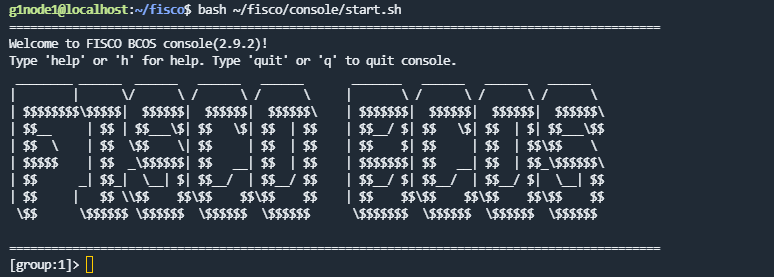 g1node1@localhost:~/fisco$ bash ~/fisco/console/start.sh
=============================================================================================
Welcome to FISCO BCOS console(2.9.2)!
Type 'help' or 'h' for help. Type 'quit' or 'q' to quit console.
 ________ ______  ______   ______   ______       _______   ______   ______   ______
|        |      \/      \ /      \ /      \     |       \ /      \ /      \ /      \
| $$$$$$$$\$$$$$|  $$$$$$|  $$$$$$|  $$$$$$\    | $$$$$$$|  $$$$$$|  $$$$$$|  $$$$$$\
| $$__     | $$ | $$___\$| $$   \$| $$  | $$    | $$__/ $| $$   \$| $$  | $| $$___\$$
| $$  \    | $$  \$$    \| $$     | $$  | $$    | $$    $| $$     | $$  | $$\$$    \
| $$$$$    | $$  _\$$$$$$| $$   __| $$  | $$    | $$$$$$$| $$   __| $$  | $$_\$$$$$$\
| $$      _| $$_|  \__| $| $$__/  | $$__/ $$    | $$__/ $| $$__/  | $$__/ $|  \__| $$
| $$     |   $$ \\$$    $$\$$    $$\$$    $$    | $$    $$\$$    $$\$$    $$\$$    $$
 \$$      \$$$$$$ \$$$$$$  \$$$$$$  \$$$$$$      \$$$$$$$  \$$$$$$  \$$$$$$  \$$$$$$
=============================================================================================
[group:1]>